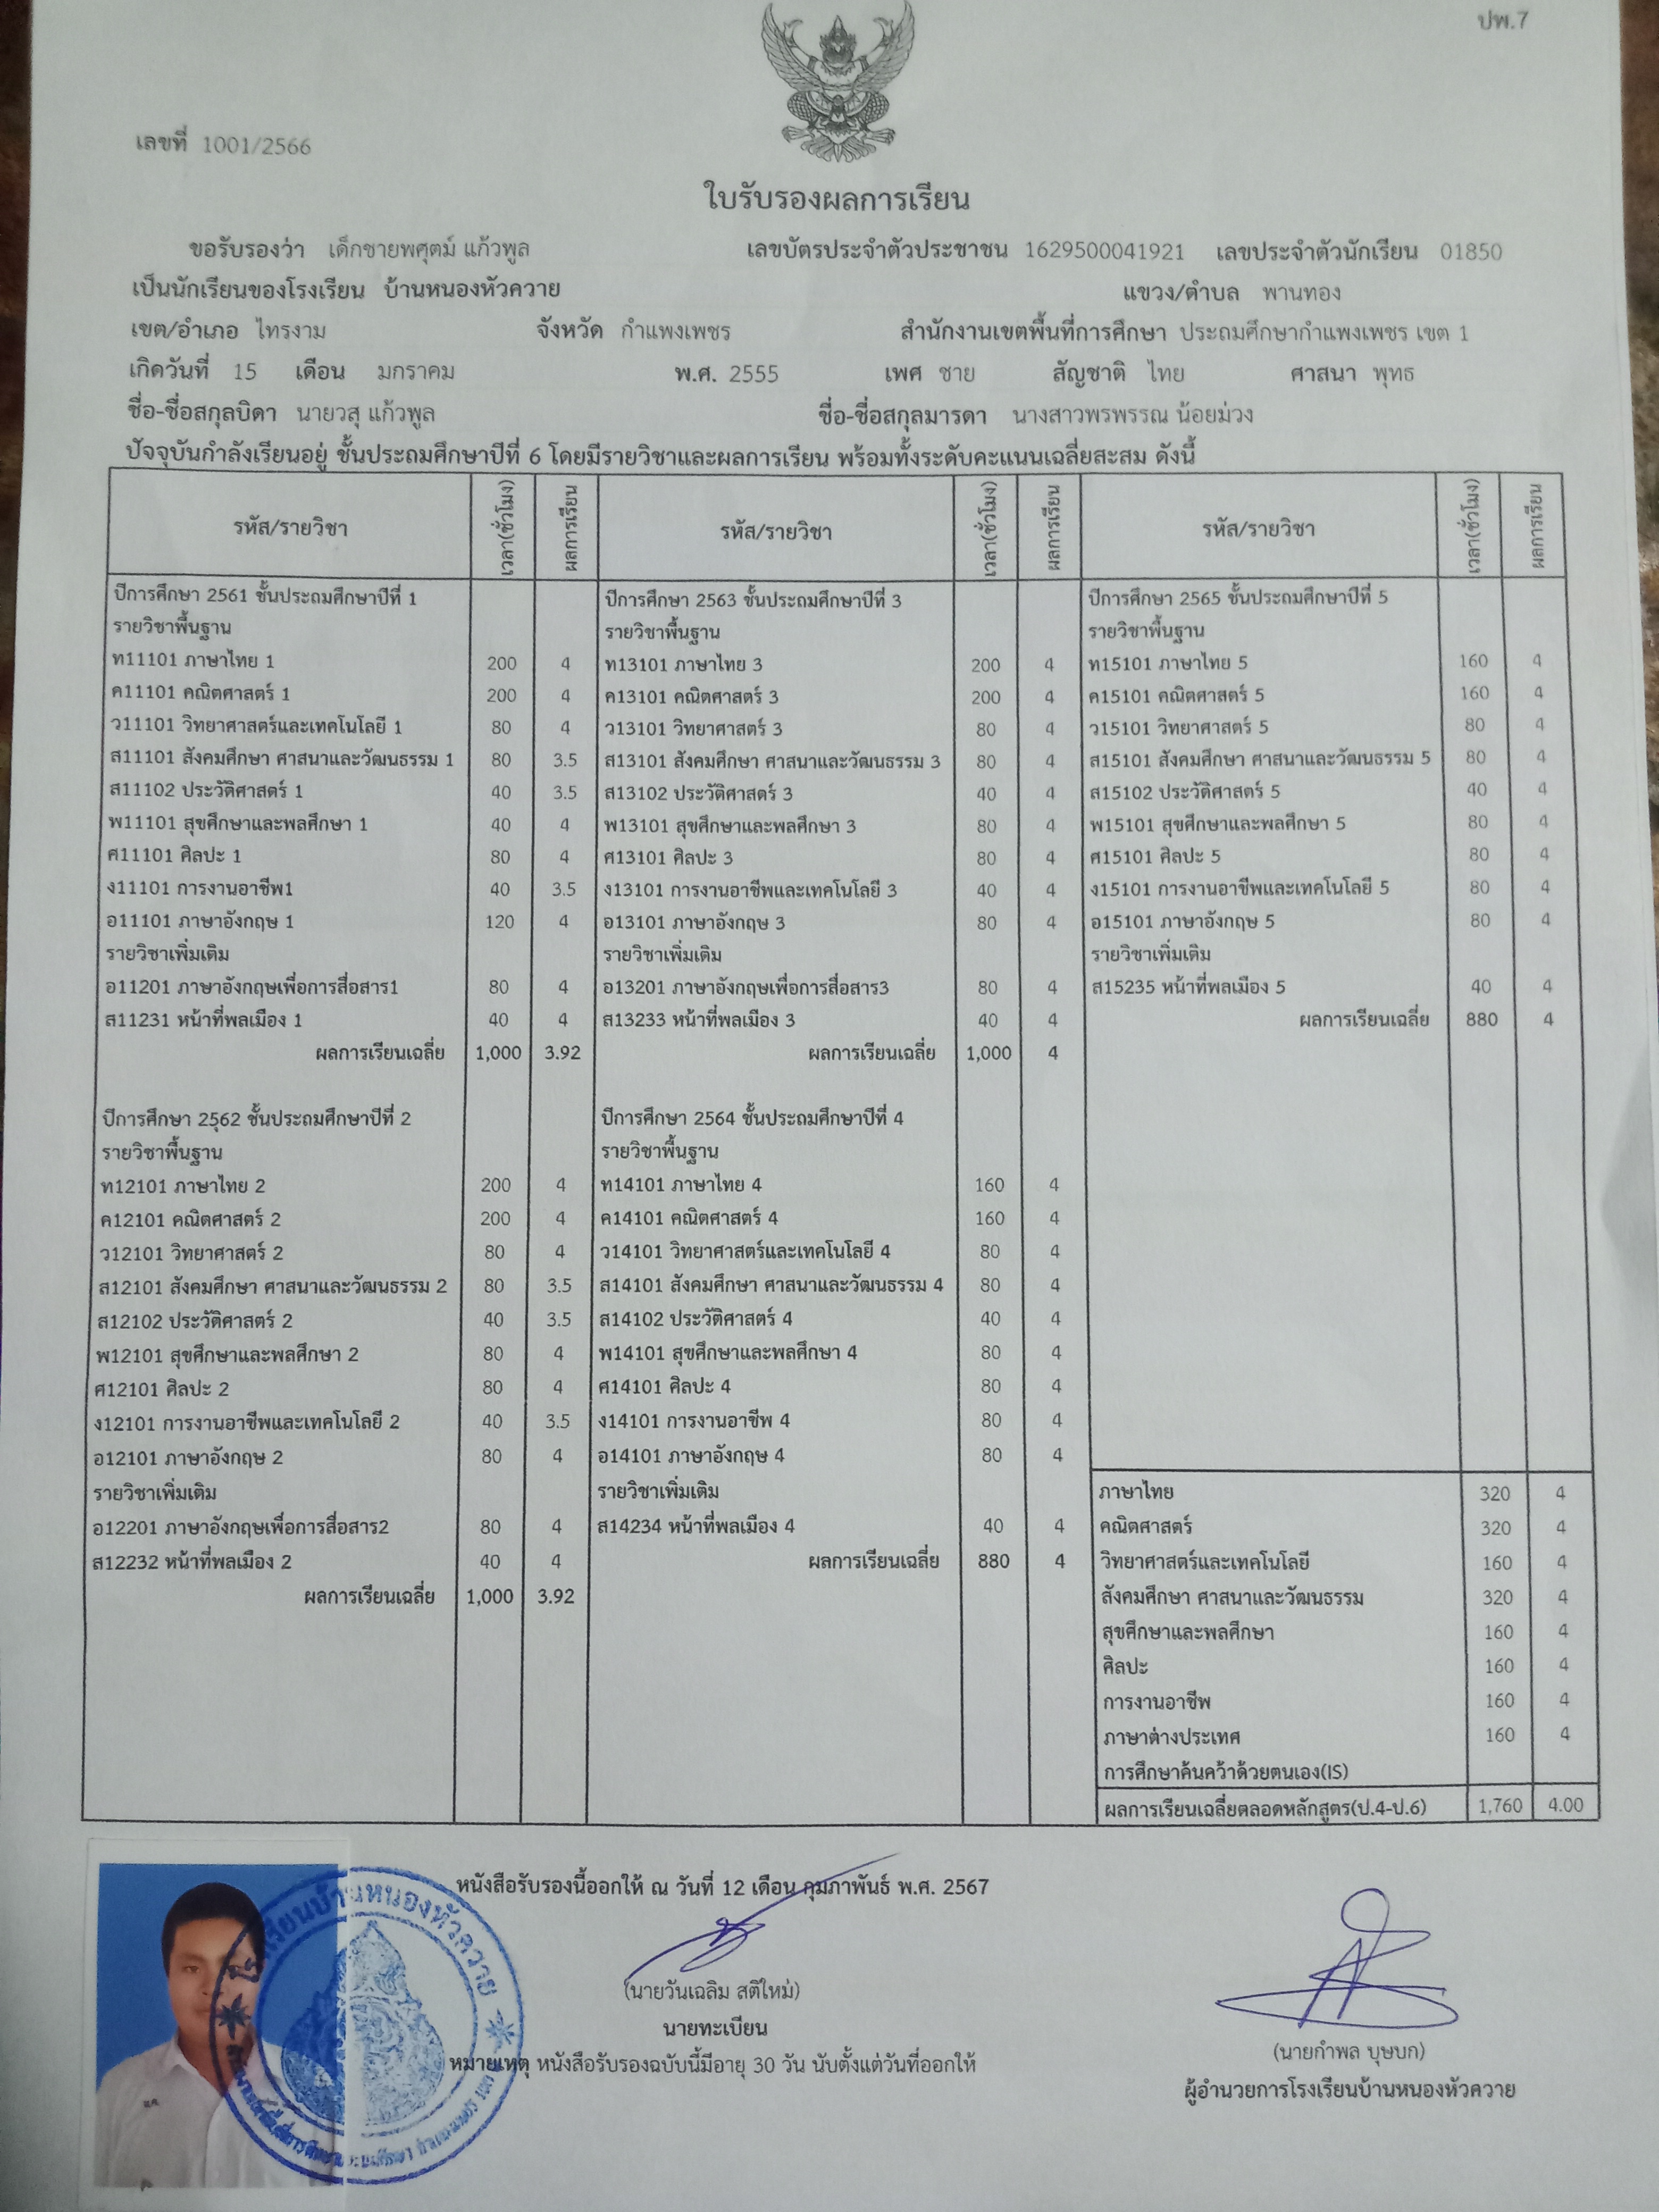 ปพ.7
เลขที่ 1001/2566
ใบรับรองผลการเรียน
ขอรับรองว่า เด็กชายพศุตม์ แก้วพูล เลขบัตรประจำตัวประชาชน 1629500041921 เลขประจำตัวนักเรียน 01850
เป็นนักเรียนของโรงเรียน บ้านหนองหัวควาย แขวง/ตำบล พานทอง
เขต/อำเภอ ไทรงาม จังหวัด กำแพงเพชร สำนักงานเขตพื้นที่การศึกษา ประถมศึกษากำแพงเพชร เขต 1
เกิดวันที่ 15 เดือน มกราคม พ.ศ. 2555 เพศ ชาย สัญชาติ ไทย ศาสนา พุทธ
ชื่อ-ชื่อสกุลบิดา นายวสุ แก้วพูล ชื่อ-ชื่อสกุลมารดา นางสาวพรพรรณ น้อยม่วง
ปัจจุบันกำลังเรียนอยู่ ชั้นประถมศึกษาปีที่ 6 โดยมีรายวิชาและผลการเรียน พร้อมทั้งระดับคะแนนเฉลี่ยสะสม ดังนี้
รหัส/รายวิชา เวลา(ชั่วโมง) ผลการเรียน รหัส/รายวิชา เวลา(ชั่วโมง) ผลการเรียน รหัส/รายวิชา เวลา(ชั่วโมง) ผลการเรียน
ปีการศึกษา 2561 ชั้นประถมศึกษาปีที่ 1
รายวิชาพื้นฐาน
ท11101 ภาษาไทย 1 200 4
ค11101 คณิตศาสตร์ 1 200 4
ว11101 วิทยาศาสตร์และเทคโนโลยี 1 80 4
ส11101 สังคมศึกษา ศาสนาและวัฒนธรรม 1 80 3.5
ส11102 ประวัติศาสตร์ 1 40 3.5
พ11101 สุขศึกษาและพลศึกษา 1 40 4
ศ11101 ศิลปะ 1 80 4
ง11101 การงานอาชีพ1 40 3.5
อ11101 ภาษาอังกฤษ 1 120 4
รายวิชาเพิ่มเติม
อ11201 ภาษาอังกฤษเพื่อการสื่อสาร1 80 4
ส11231 หน้าที่พลเมือง 1 40 4
ผลการเรียนเฉลี่ย 1,000 3.92
ปีการศึกษา 2562 ชั้นประถมศึกษาปีที่ 2
รายวิชาพื้นฐาน
ท12101 ภาษาไทย 2 200 4
ค12101 คณิตศาสตร์ 2 200 4
ว12101 วิทยาศาสตร์ 2 80 4
ส12101 สังคมศึกษา ศาสนาและวัฒนธรรม 2 80 3.5
ส12102 ประวัติศาสตร์ 2 40 3.5
พ12101 สุขศึกษาและพลศึกษา 2 80 4
ศ12101 ศิลปะ 2 80 4
ง12101 การงานอาชีพและเทคโนโลยี 2 40 3.5
อ12101 ภาษาอังกฤษ 2 80 4
รายวิชาเพิ่มเติม
อ12201 ภาษาอังกฤษเพื่อการสื่อสาร2 80 4
ส12232 หน้าที่พลเมือง 2 40 4
ผลการเรียนเฉลี่ย 1,000 3.92
ปีการศึกษา 2563 ชั้นประถมศึกษาปีที่ 3
รายวิชาพื้นฐาน
ท13101 ภาษาไทย 3 200 4
ค13101 คณิตศาสตร์ 3 200 4
ว13101 วิทยาศาสตร์ 3 80 4
ส13101 สังคมศึกษา ศาสนาและวัฒนธรรม 3 80 4
ส13102 ประวัติศาสตร์ 3 40 4
พ13101 สุขศึกษาและพลศึกษา 3 80 4
ศ13101 ศิลปะ 3 80 4
ง13101 การงานอาชีพและเทคโนโลยี 3 40 4
อ13101 ภาษาอังกฤษ 3 80 4
รายวิชาเพิ่มเติม
อ13201 ภาษาอังกฤษเพื่อการสื่อสาร3 80 4
ส13233 หน้าที่พลเมือง 3 40 4
ผลการเรียนเฉลี่ย 1,000 4
ปีการศึกษา 2564 ชั้นประถมศึกษาปีที่ 4
รายวิชาพื้นฐาน
ท14101 ภาษาไทย 4 160 4
ค14101 คณิตศาสตร์ 4 160 4
ว14101 วิทยาศาสตร์และเทคโนโลยี 4 80 4
ส14101 สังคมศึกษา ศาสนาและวัฒนธรรม 4 80 4
ส14102 ประวัติศาสตร์ 4 40 4
พ14101 สุขศึกษาและพลศึกษา 4 80 4
ศ14101 ศิลปะ 4 80 4
ง14101 การงานอาชีพ 4 80 4
อ14101 ภาษาอังกฤษ 4 80 4
รายวิชาเพิ่มเติม
ส14234 หน้าที่พลเมือง 4 40 4
ผลการเรียนเฉลี่ย 880 4
ปีการศึกษา 2565 ชั้นประถมศึกษาปีที่ 5
รายวิชาพื้นฐาน
ท15101 ภาษาไทย 5 160 4
ค15101 คณิตศาสตร์ 5 160 4
ว15101 วิทยาศาสตร์ 5 80 4
ส15101 สังคมศึกษา ศาสนาและวัฒนธรรม 5 80 4
ส15102 ประวัติศาสตร์ 5 40 4
พ15101 สุขศึกษาและพลศึกษา 5 80 4
ศ15101 ศิลปะ 5 80 4
ง15101 การงานอาชีพและเทคโนโลยี 5 80 4
อ15101 ภาษาอังกฤษ 5 80 4
รายวิชาเพิ่มเติม
ส15235 หน้าที่พลเมือง 5 40 4
ผลการเรียนเฉลี่ย 880 4
ภาษาไทย 320 4
คณิตศาสตร์ 320 4
วิทยาศาสตร์และเทคโนโลยี 160 4
สังคมศึกษา ศาสนาและวัฒนธรรม 320 4
สุขศึกษาและพลศึกษา 160 4
ศิลปะ 160 4
การงานอาชีพ 160 4
ภาษาต่างประเทศ 160 4
การศึกษาค้นคว้าด้วยตนเอง(IS)
ผลการเรียนเฉลี่ยตลอดหลักสูตร(ป.4-ป.6) 1,760 4.00
โรงเรียนบ้านหนองหัวควาย
หนังสือรับรองนี้ออกให้ ณ วันที่ 12 เดือน กุมภาพันธ์ พ.ศ. 2567
(นายวันเฉลิม สติใหม่)
นายทะเบียน
หมายเหตุ หนังสือรับรองฉบับนี้มีอายุ 30 วัน นับตั้งแต่วันที่ออกให้
(นายกำพล บุษบก)
ผู้อำนวยการโรงเรียนบ้านหนองหัวควาย